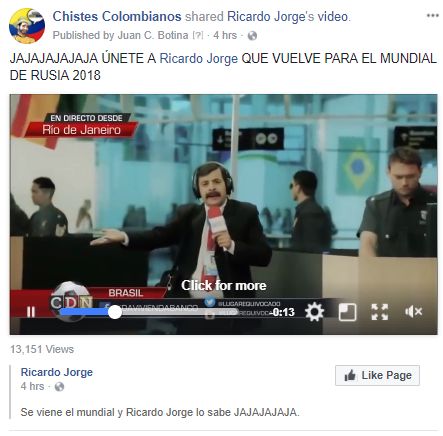 Chistes Colombianos shared Ricardo Jorge's video.
Published by Juan C. Botina [?] · 4 hrs ·
JAJAJAJAJAJA ÚNETE A Ricardo Jorge QUE VUELVE PARA EL MUNDIAL
DE RUSIA 2018
EN DIRECTO DESDE
Río de Janeiro
Click for more
BRASIL
CDN
@LUGAREQUIVOCADO
DAVIVIENDABANCO
-0:13
13,151 Views
Ricardo Jorge
4 hrs ·
Like Page
Se viene el mundial y Ricardo Jorge lo sabe JAJAJAJAJA.